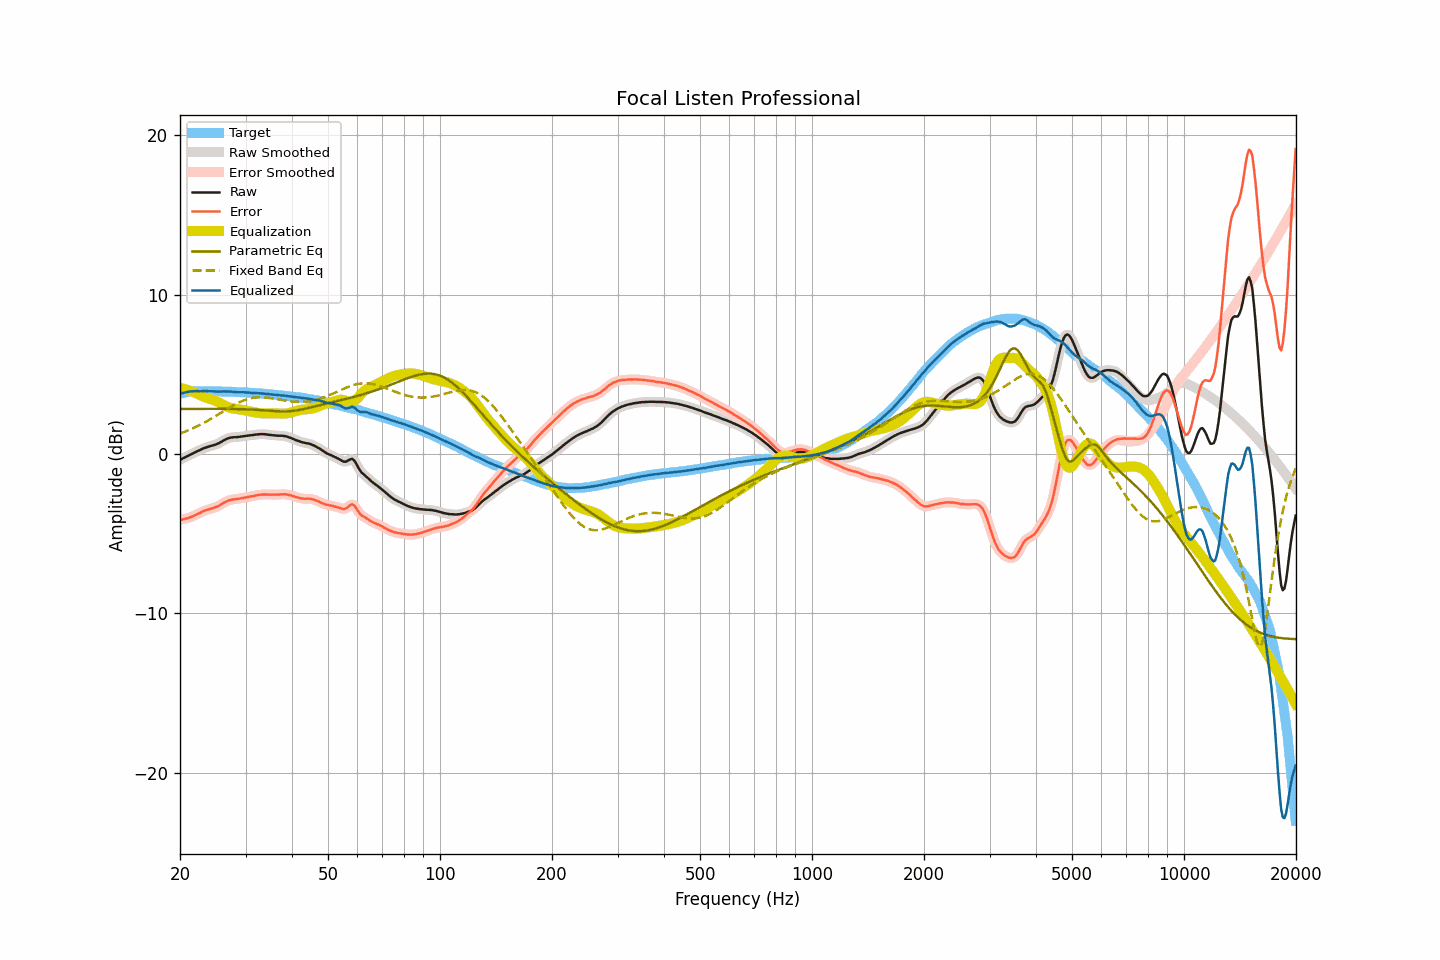 Focal Listen Professional
Target
Raw Smoothed
Error Smoothed
Raw
Error
Equalization
Parametric Eq
Fixed Band Eq
Equalized
20
10
0
−10
−20
Amplitude (dBr)
20 50 100 200 500 1000 2000 5000 10000 20000
Frequency (Hz)